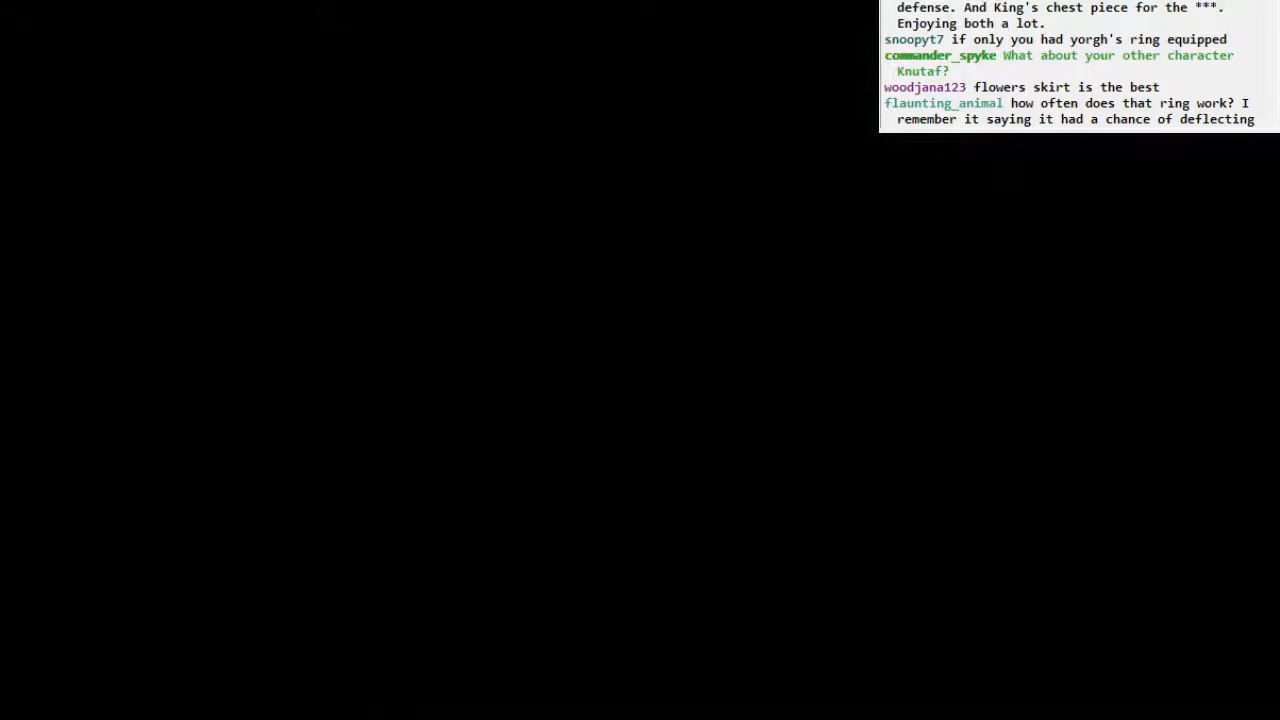 defense. And King's chest piece for the ***.
Enjoying both a lot.
snoopyt7 if only you had yorgh's ring equipped
commander_spyke What about your other character
Knutaf?
woodjana123 flowers skirt is the best
flaunting_animal how often does that ring work? I
remember it saying it had a chance of deflecting